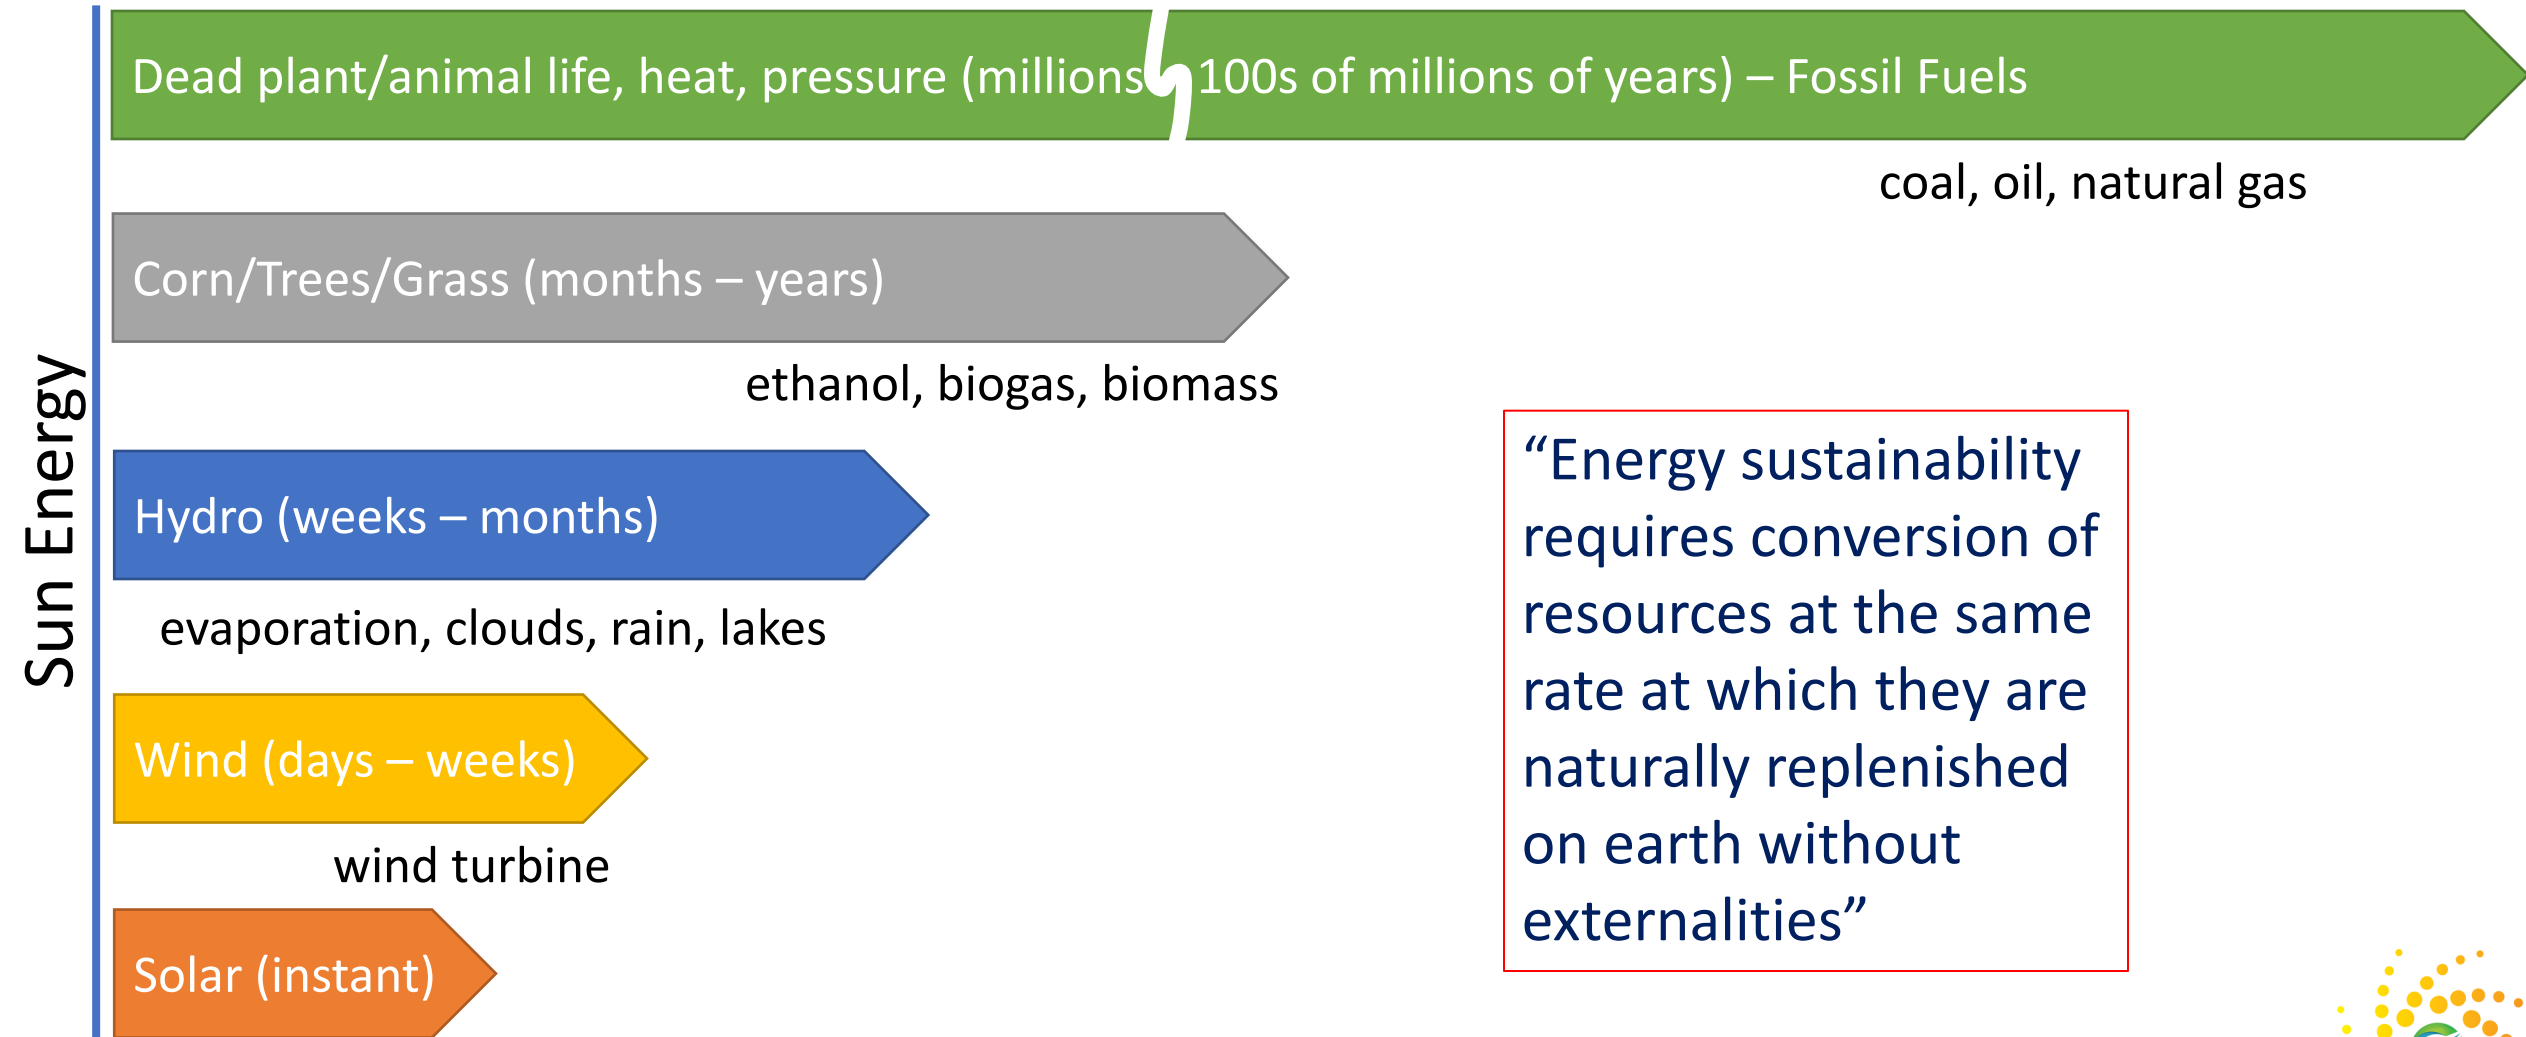 Dead plant/animal life, heat, pressure (millions 100s of millions of years) – Fossil Fuels
coal, oil, natural gas
Corn/Trees/Grass (months – years)
ethanol, biogas, biomass
Sun Energy
Hydro (weeks – months)
evaporation, clouds, rain, lakes
Wind (days – weeks)
wind turbine
Solar (instant)
“Energy sustainability
requires conversion of
resources at the same
rate at which they are
naturally replenished
on earth without
externalities”